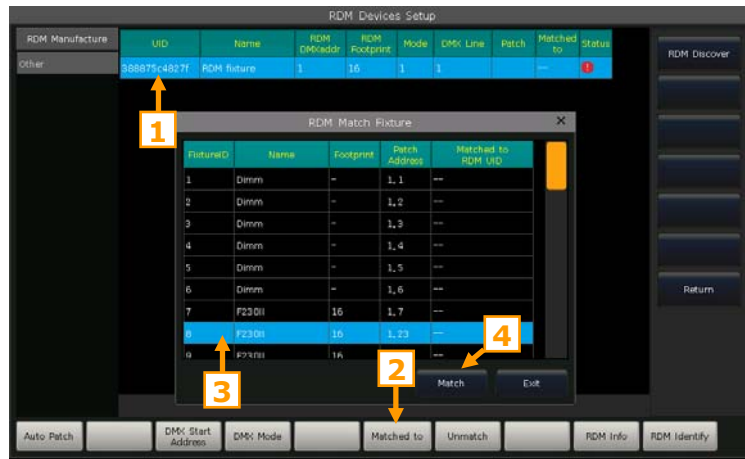 RDM Devices Setup
RDM Manufacture
Other
UID Name RDM DMXaddr RDM Footprint Mode DMX Line Patch Matched to Status
388875c4827f RDM fixture 1 16 1 1 --
RDM Discover
Return
1
RDM Match Fixture ×
FixtureID Name Footprint Patch Address Matched to RDM UID
1 Dimm - 1.1 --
2 Dimm - 1.2 --
3 Dimm - 1.3 --
4 Dimm - 1.4 --
5 Dimm - 1.5 --
6 Dimm - 1.6 --
7 F230II 16 1.7 --
8 F230II 16 1.23 --
9 F230II 16
4
3
2
Match Exit
Auto Patch
DMX Start Address
DMX Mode
Matched to
Unmatch
RDM Info
RDM Identify